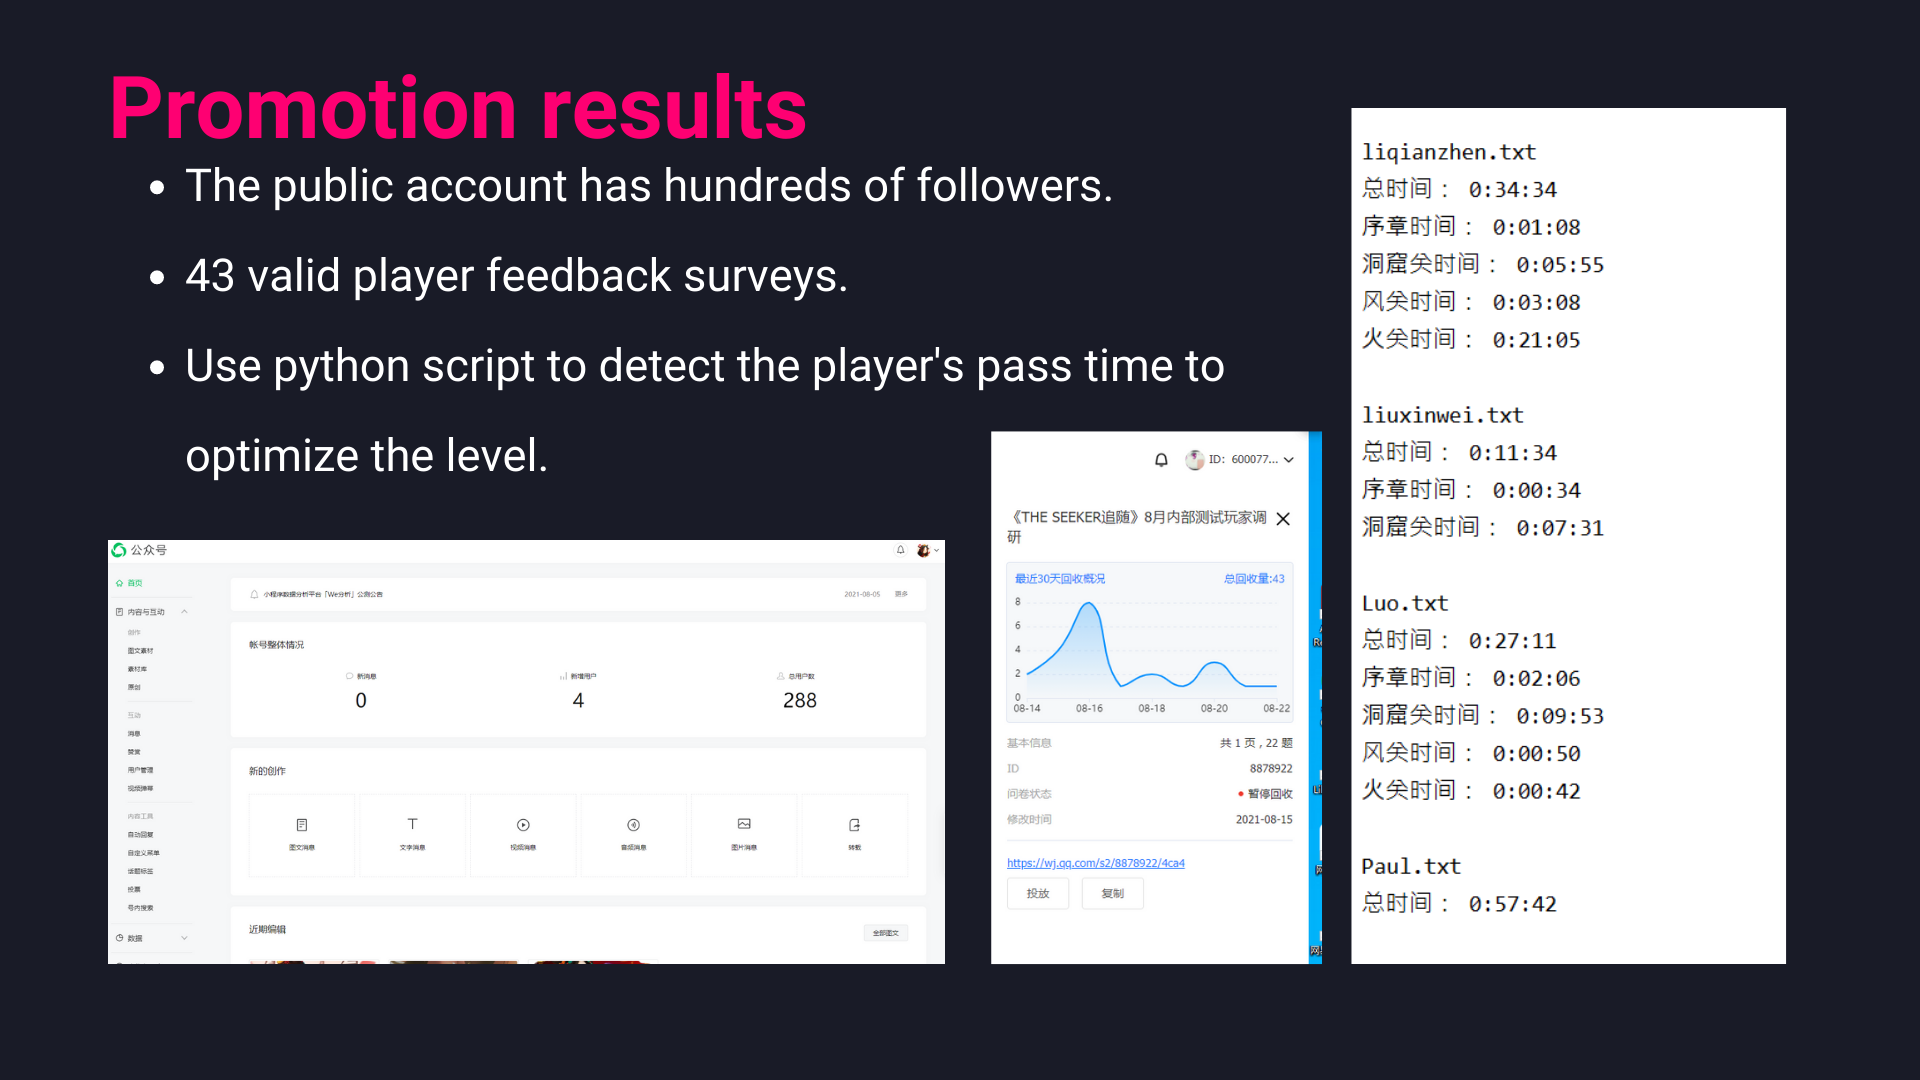 Promotion results
• The public account has hundreds of followers.
• 43 valid player feedback surveys.
• Use python script to detect the player's pass time to
optimize the level.
公众号
首页
内容与互动
创作
图文素材
素材库
原创
互动
消息
赞赏
用户管理
视频弹幕
内容工具
自动回复
自定义菜单
话题标签
投票
号内搜索
数据
小程序数据分析平台「We分析」公测公告
2021-08-05
更多
帐号整体情况
新消息
0
新增用户
4
总用户数
288
新的创作
图文消息
文字消息
视频消息
音频消息
图片消息
转载
近期编辑
全部图文
ID: 600077...
《THE SEEKER追随》8月内部测试玩家调
研
最近30天回收概况
总回收量:43
8
6
4
2
0
08-14 08-16 08-18 08-20 08-22
基本信息 共 1 页 , 22 题
ID 8878922
问卷状态 暂停回收
修改时间 2021-08-15
https://wj.qq.com/s2/8878922/4ca4
投放
复制
liqianzhen.txt
总时间： 0:34:34
序章时间： 0:01:08
洞窟关时间： 0:05:55
风关时间： 0:03:08
火关时间： 0:21:05
liuxinwei.txt
总时间： 0:11:34
序章时间： 0:00:34
洞窟关时间： 0:07:31
Luo.txt
总时间： 0:27:11
序章时间： 0:02:06
洞窟关时间： 0:09:53
风关时间： 0:00:50
火关时间： 0:00:42
Paul.txt
总时间： 0:57:42